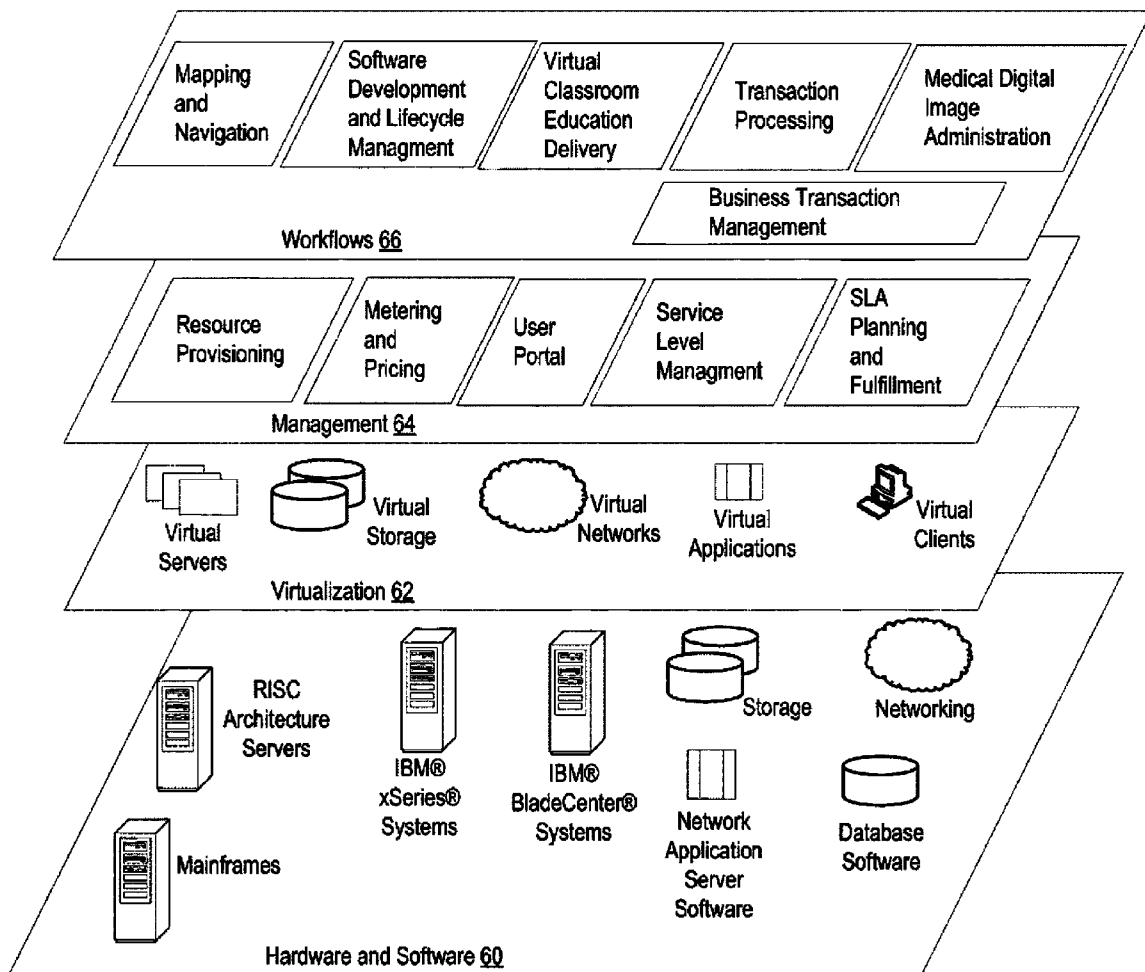 Mapping
and
Navigation
Software
Development
and Lifecycle
Managment
Virtual
Classroom
Education
Delivery
Transaction
Processing
Medical Digital
Image
Administration
Business Transaction
Management
Workflows 66
Resource
Provisioning
Metering
and
Pricing
User
Portal
Service
Level
Managment
SLA
Planning
and
Fulfillment
Management 64
Virtual
Servers
Virtual
Storage
Virtual
Networks
Virtual
Applications
Virtual
Clients
Virtualization 62
RISC
Architecture
Servers
IBM®
xSeries®
Systems
IBM®
BladeCenter®
Systems
Storage
Networking
Mainframes
Network
Application
Server
Software
Database
Software
Hardware and Software 60